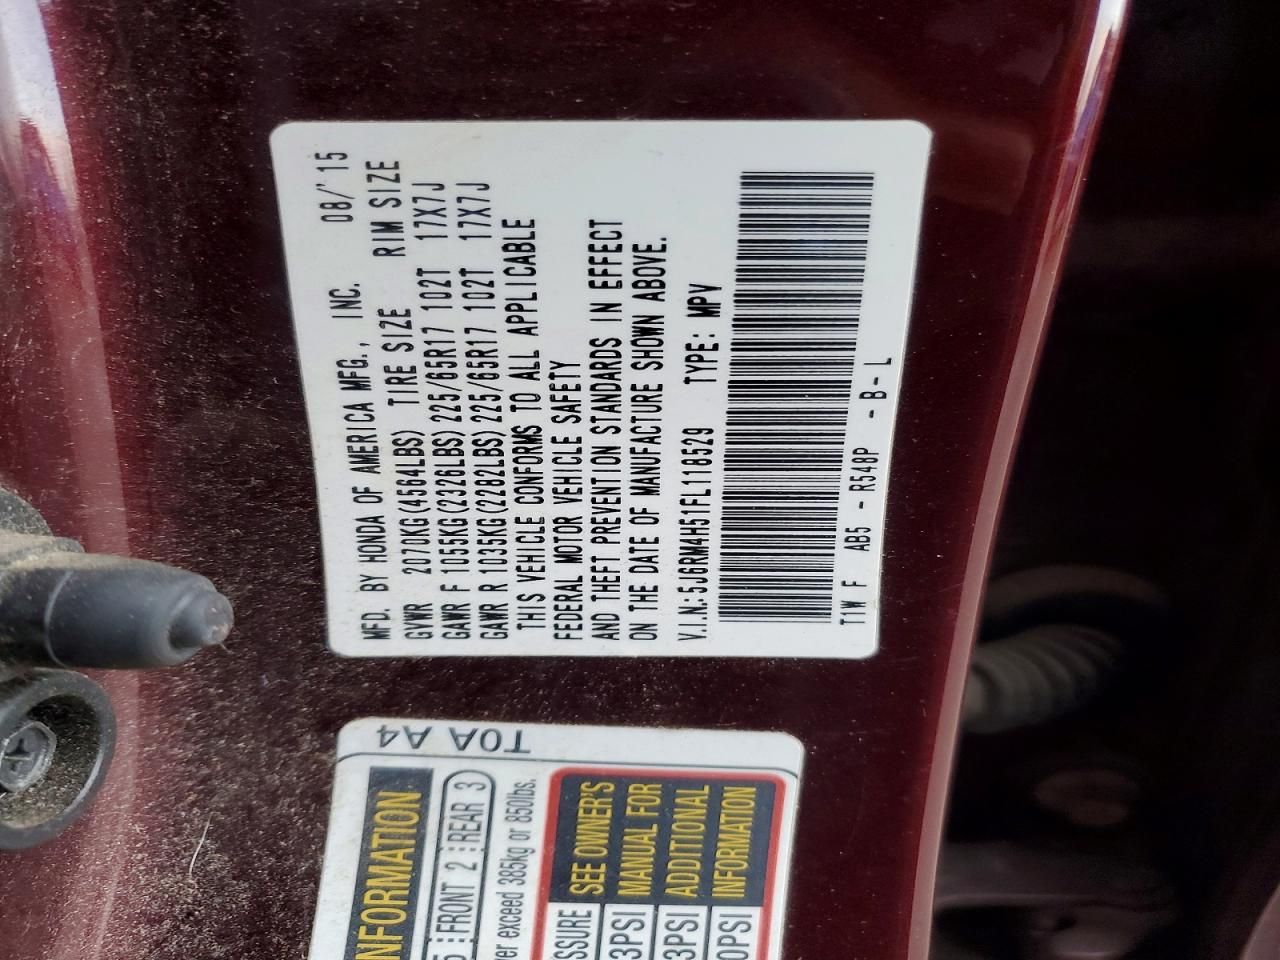 MFD. BY HONDA OF AMERICA MFG., INC. 08/'15
GVWR 2070KG(4564LBS) TIRE SIZE RIM SIZE
GAWR F 1055KG(2326LBS) 225/65R17 102T 17X7J
GAWR R 1035KG(2282LBS) 225/65R17 102T 17X7J
THIS VEHICLE CONFORMS TO ALL APPLICABLE
FEDERAL MOTOR VEHICLE SAFETY
AND THEFT PREVENTION STANDARDS IN EFFECT
ON THE DATE OF MANUFACTURE SHOWN ABOVE.
V.I.N.: 5J6RM4H51FL118529 TYPE: MPV
T1W F AB5 - R548P - B - L
T0A A4
INFORMATION
5 FRONT 2 REAR 3
exceed 385kg or 850lbs.
SEE OWNER'S
MANUAL FOR
ADDITIONAL
INFORMATION
3PSI
3PSI
0PSI